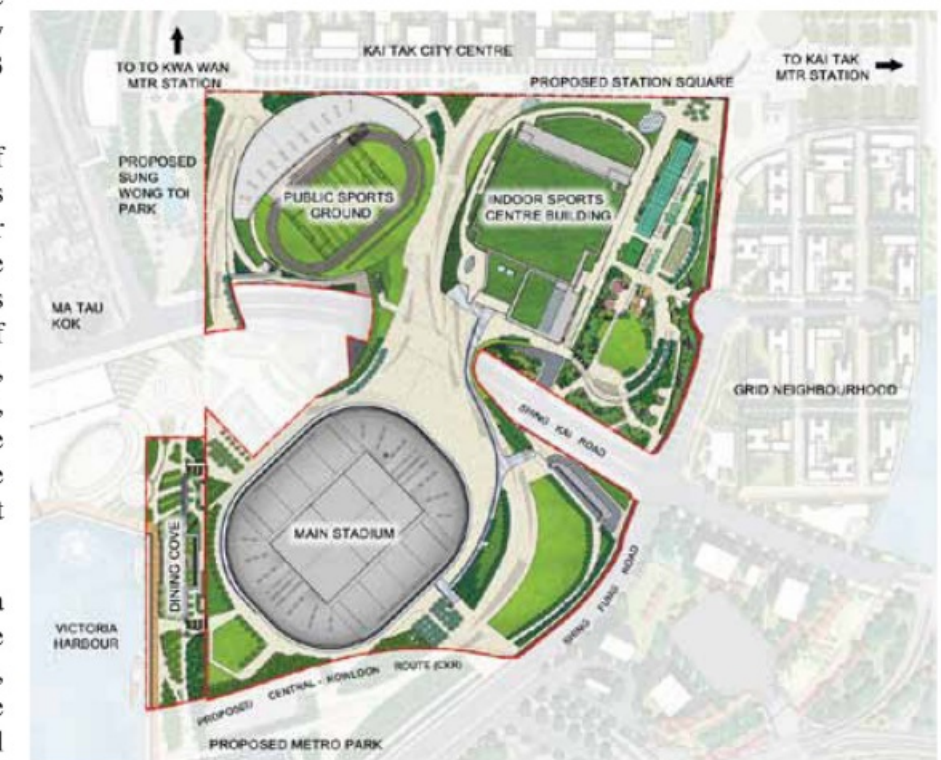 KAI TAK CITY CENTRE
TO TO KWA WAN
MTR STATION
TO KAI TAK
MTR STATION
PROPOSED STATION SQUARE
PROPOSED
SUNG
WONG TOI
PARK
PUBLIC SPORTS
GROUND
INDOOR SPORTS
CENTRE BUILDING
MA TAU
KOK
GRID NEIGHBOURHOOD
SHING KAI ROAD
MAIN STADIUM
DINING COVE
SHING FUNG ROAD
VICTORIA
HARBOUR
PROPOSED CENTRAL - KOWLOON ROUTE (CKR)
PROPOSED METRO PARK